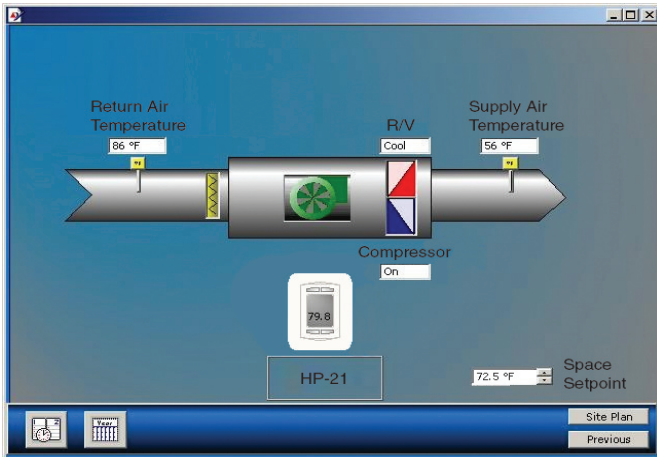 Return Air
Temperature
86 °F
R/V
Cool
Supply Air
Temperature
56 °F
Compressor
On
79.8
HP-21
72.5 °F
Space
Setpoint
Year
Site Plan
Previous